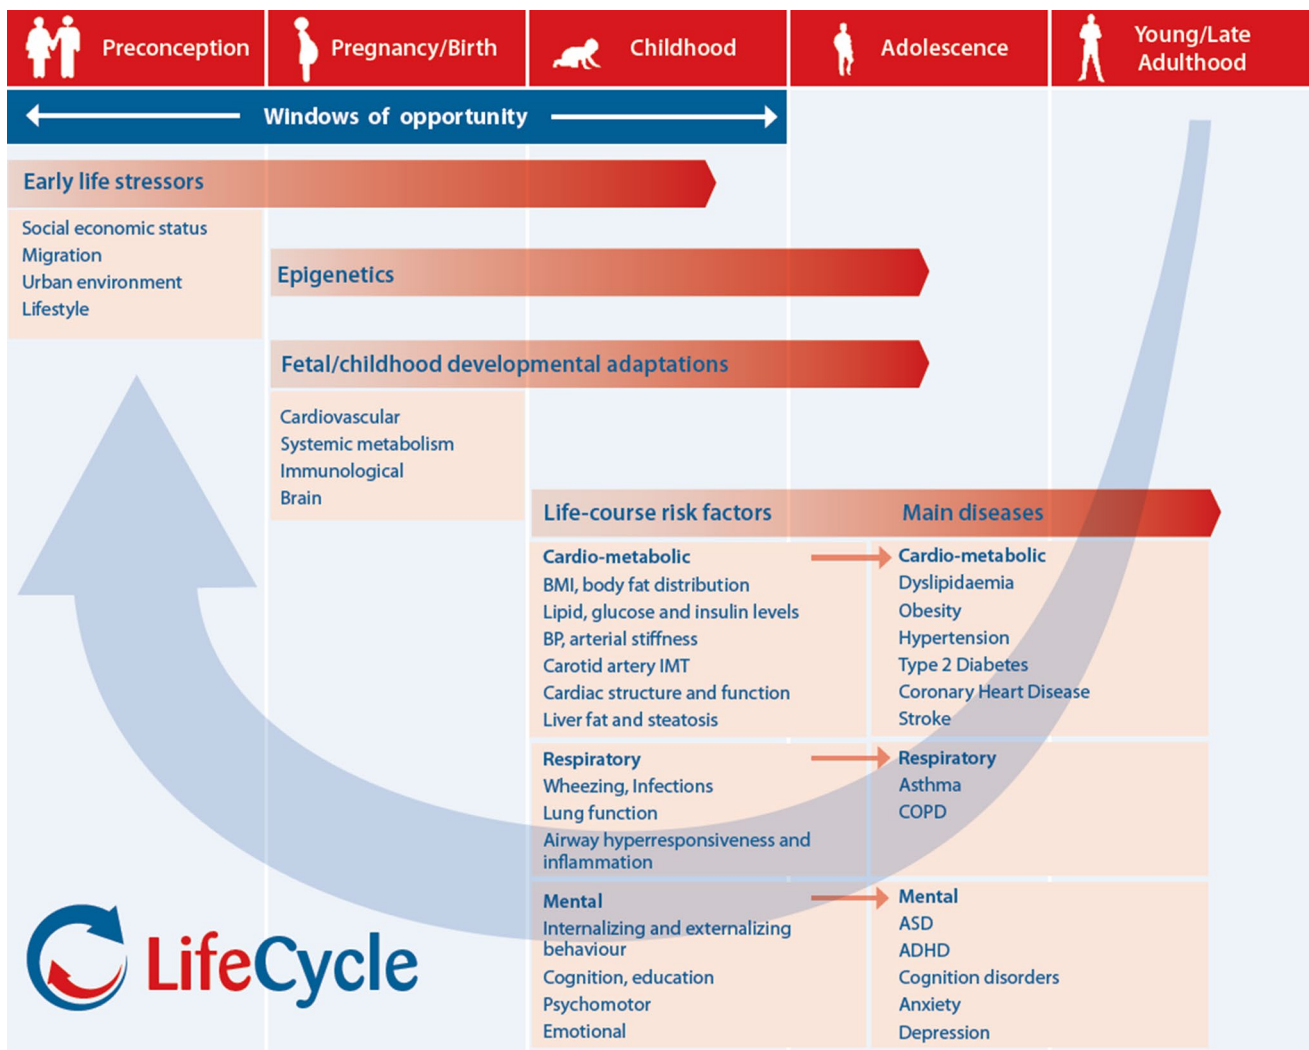 Preconception
Pregnancy/Birth
Childhood
Adolescence
Young/Late
Adulthood
Windows of opportunity
Early life stressors
Social economic status
Migration
Urban environment
Lifestyle
Epigenetics
Fetal/childhood developmental adaptations
Cardiovascular
Systemic metabolism
Immunological
Brain
Life-course risk factors
Cardio-metabolic
BMI, body fat distribution
Lipid, glucose and insulin levels
BP, arterial stiffness
Carotid artery IMT
Cardiac structure and function
Liver fat and steatosis
Respiratory
Wheezing, Infections
Lung function
Airway hyperresponsiveness and
inflammation
Mental
Internalizing and externalizing
behaviour
Cognition, education
Psychomotor
Emotional
Main diseases
Cardio-metabolic
Dyslipidaemia
Obesity
Hypertension
Type 2 Diabetes
Coronary Heart Disease
Stroke
Respiratory
Asthma
COPD
Mental
ASD
ADHD
Cognition disorders
Anxiety
Depression
LifeCycle